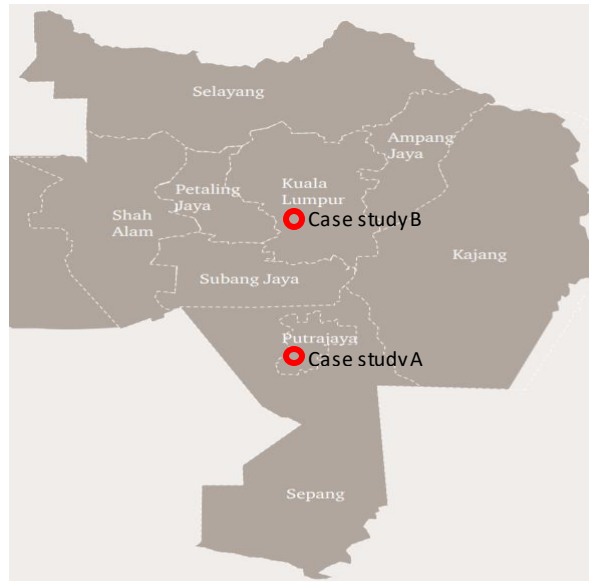 Selayang
Ampang
Jaya
Kuala
Lumpur
Petaling
Jaya
Shah
Alam
Case study B
Kajang
Subang Jaya
Putrajaya
Case study A
Sepang